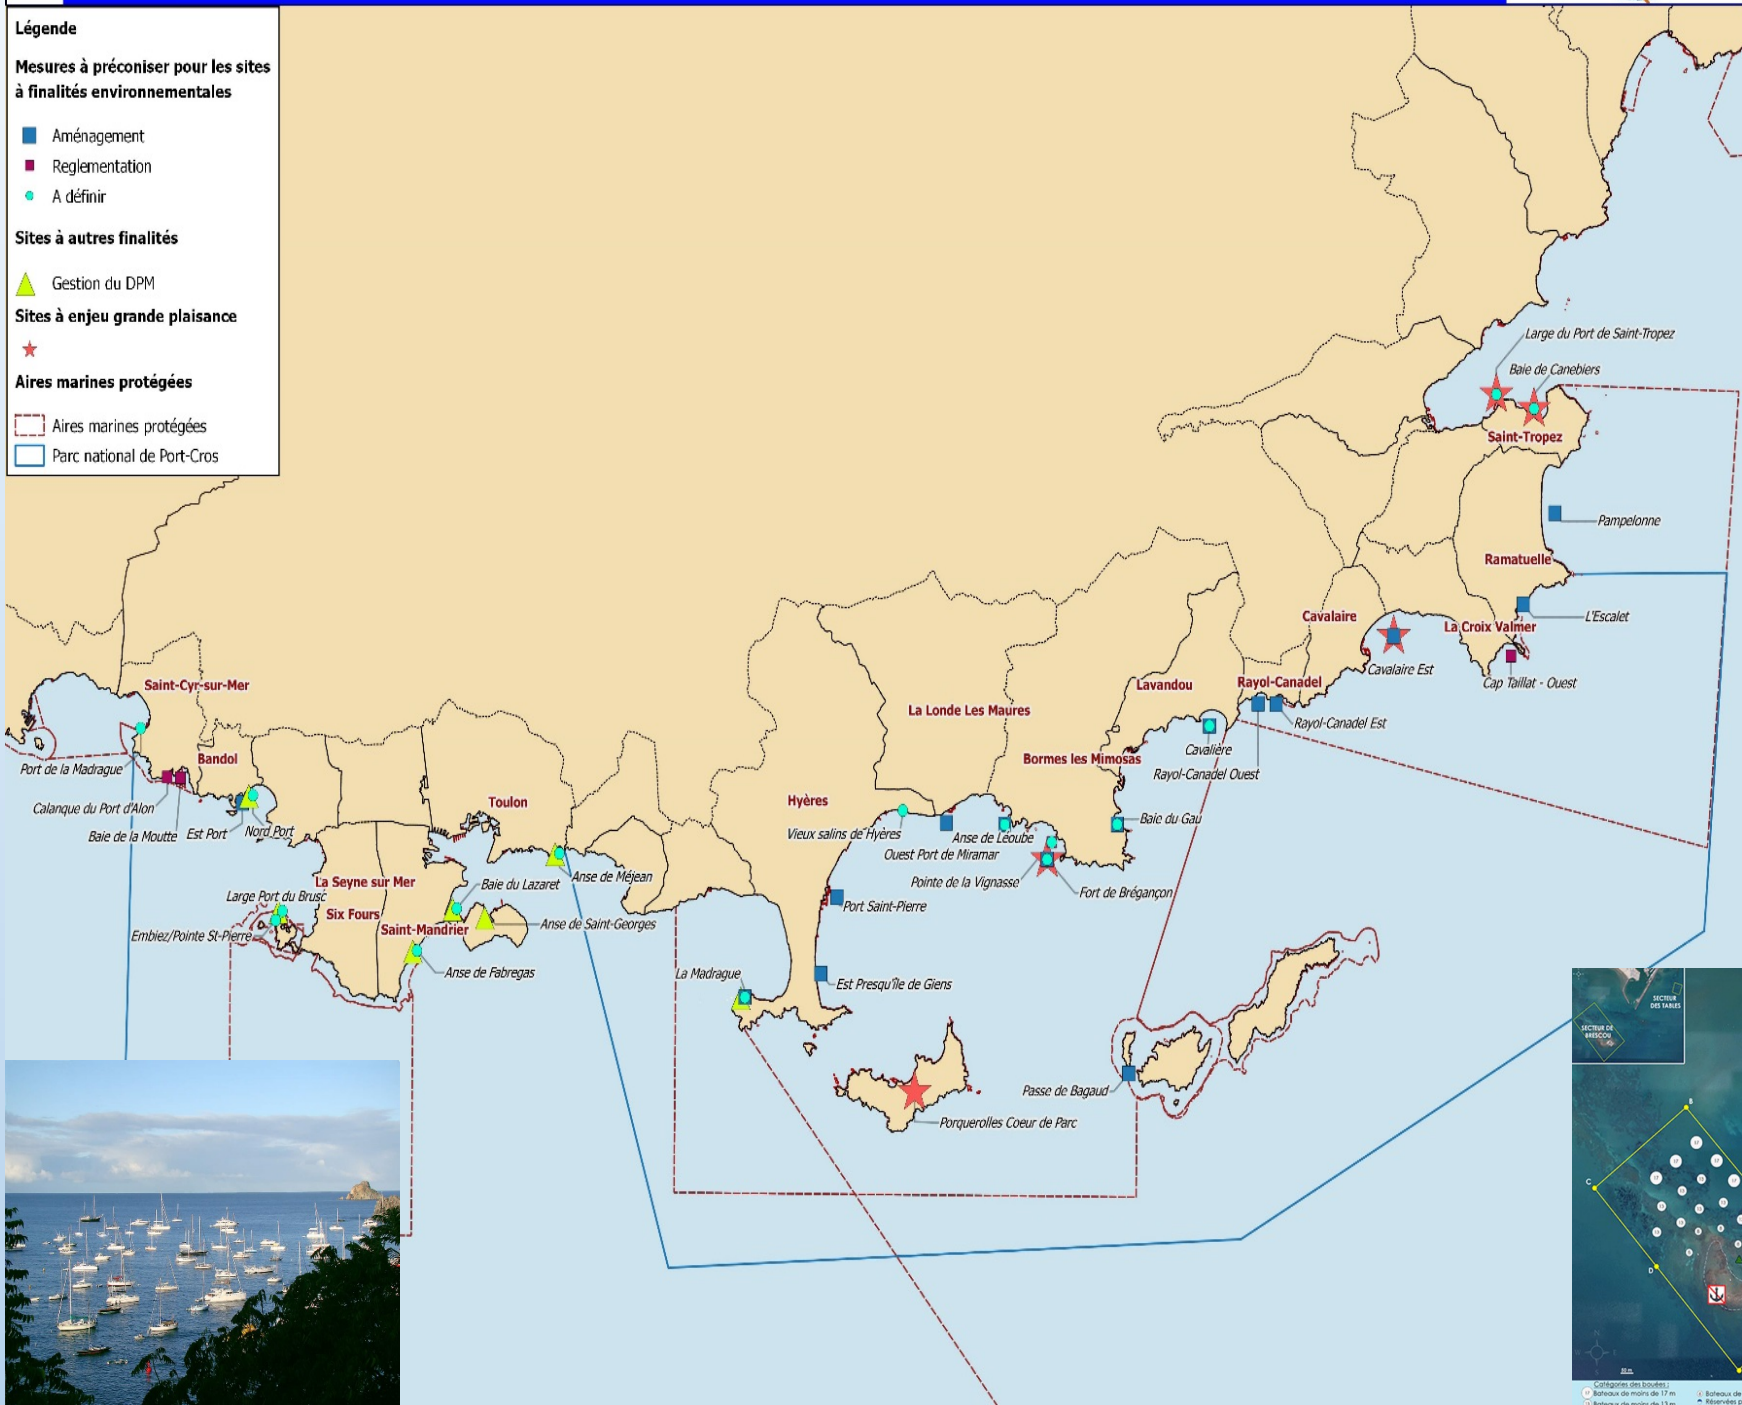 Légende
Mesures à préconiser pour les sites
à finalités environnementales
Aménagement
Reglementation
A définir
Sites à autres finalités
Gestion du DPM
Sites à enjeu grande plaisance
Aires marines protégées
Aires marines protégées
Parc national de Port-Cros
Large du Port de Saint-Tropez
Baie de Canebiers
Saint-Tropez
Pampelonne
Ramatuelle
L'Escalet
Cavalaire
La Croix Valmer
Cavalaire Est
Cap Taillat - Ouest
Saint-Cyr-sur-Mer
Lavandou
Rayol-Canadel
La Londe Les Maures
Rayol-Canadel Est
Cavalière
Bandol
Bormes les Mimosas
Port de la Madrague
Rayol-Canadel Ouest
Calanque du Port d'Alon
Toulon
Hyères
Baie de la Moutte
Est Port
Nord Port
Vieux salins de Hyères
Anse de Léoube
Baie du Gau
Ouest Port de Miramar
La Seyne sur Mer
Baie du Lazaret
Anse de Méjean
Pointe de la Vignasse
Fort de Brégançon
Large Port du Brusc
Six Fours
Port Saint-Pierre
Embiez/Pointe St-Pierre
Saint-Mandrier
Anse de Saint-Georges
Anse de Fabregas
La Madrague
Est Presqu'île de Giens
Passe de Bagaud
Porquerolles Coeur de Parc
SECTEUR
DES TABLES
SECTEUR DE
BRESCOU
B
C
D
Catégories des bouées :
Bateaux de moins de 17 m
Bateaux de